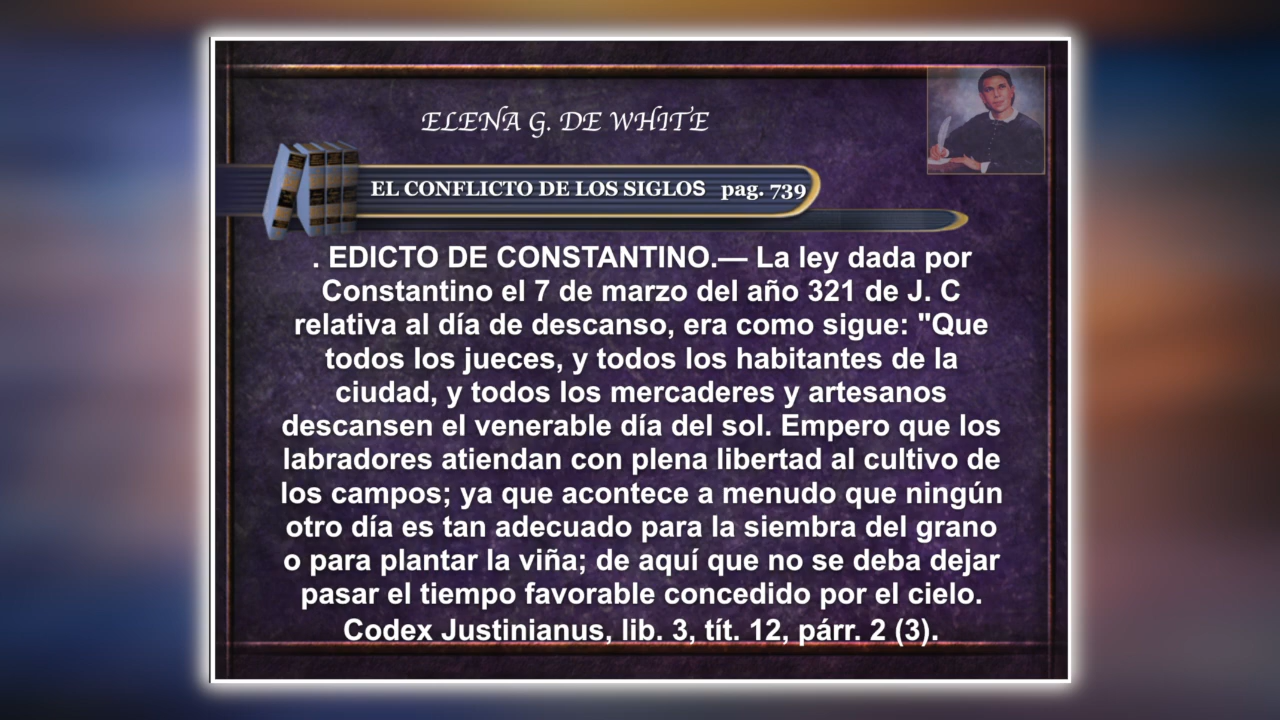 ELENA G. DE WHITE
EL CONFLICTO DE LOS SIGLOS pag. 739
. EDICTO DE CONSTANTINO.— La ley dada por
Constantino el 7 de marzo del año 321 de J. C
relativa al día de descanso, era como sigue: "Que
todos los jueces, y todos los habitantes de la
ciudad, y todos los mercaderes y artesanos
descansen el venerable día del sol. Empero que los
labradores atiendan con plena libertad al cultivo de
los campos; ya que acontece a menudo que ningún
otro día es tan adecuado para la siembra del grano
o para plantar la viña; de aquí que no se deba dejar
pasar el tiempo favorable concedido por el cielo.
Codex Justinianus, lib. 3, tít. 12, párr. 2 (3).